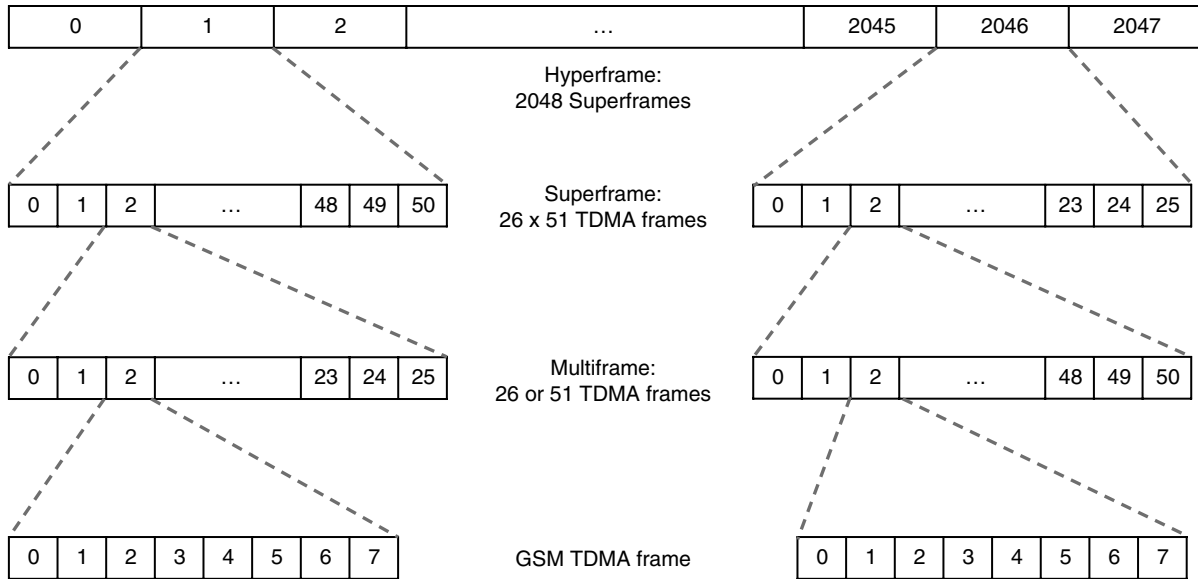 0 1 2 … 2045 2046 2047
Hyperframe:
2048 Superframes
0 1 2 … 48 49 50
Superframe:
26 x 51 TDMA frames
0 1 2 … 23 24 25
0 1 2 … 23 24 25
Multiframe:
26 or 51 TDMA frames
0 1 2 … 48 49 50
0 1 2 3 4 5 6 7
GSM TDMA frame
0 1 2 3 4 5 6 7